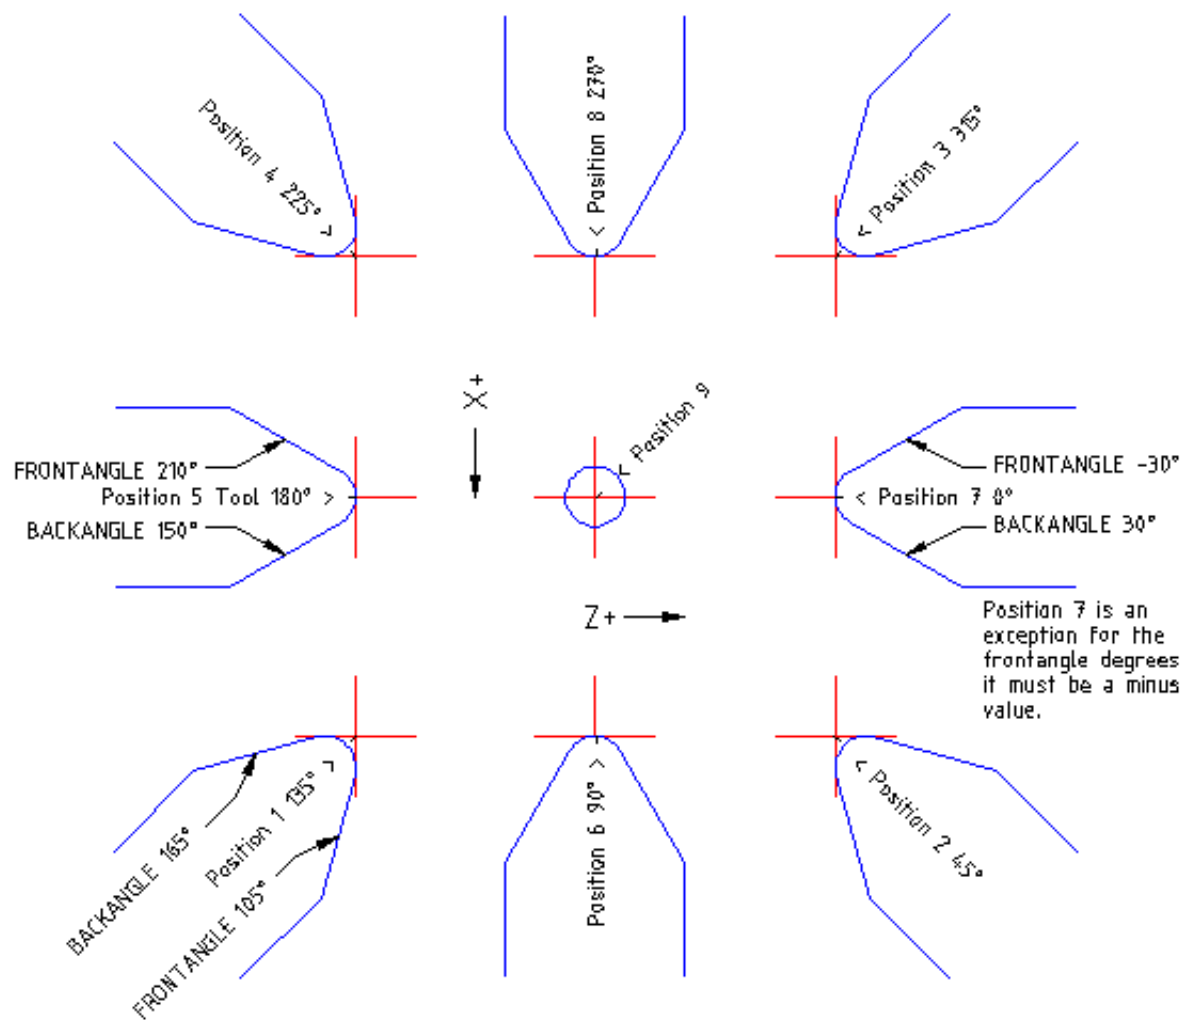 Position 4 225°
Position 8 270°
Position 3 315°
X+
Position 9
FRONTANGLE 210°
Position 5 Tool 180°
BACKANGLE 150°
FRONTANGLE -30°
Position 7 0°
BACKANGLE 30°
Z+
Position 7 is an
exception for the
frontangle degrees
it must be a minus
value.
BACKANGLE 165°
Position 1 135°
FRONTANGLE 105°
Position 6 90°
Position 2 45°